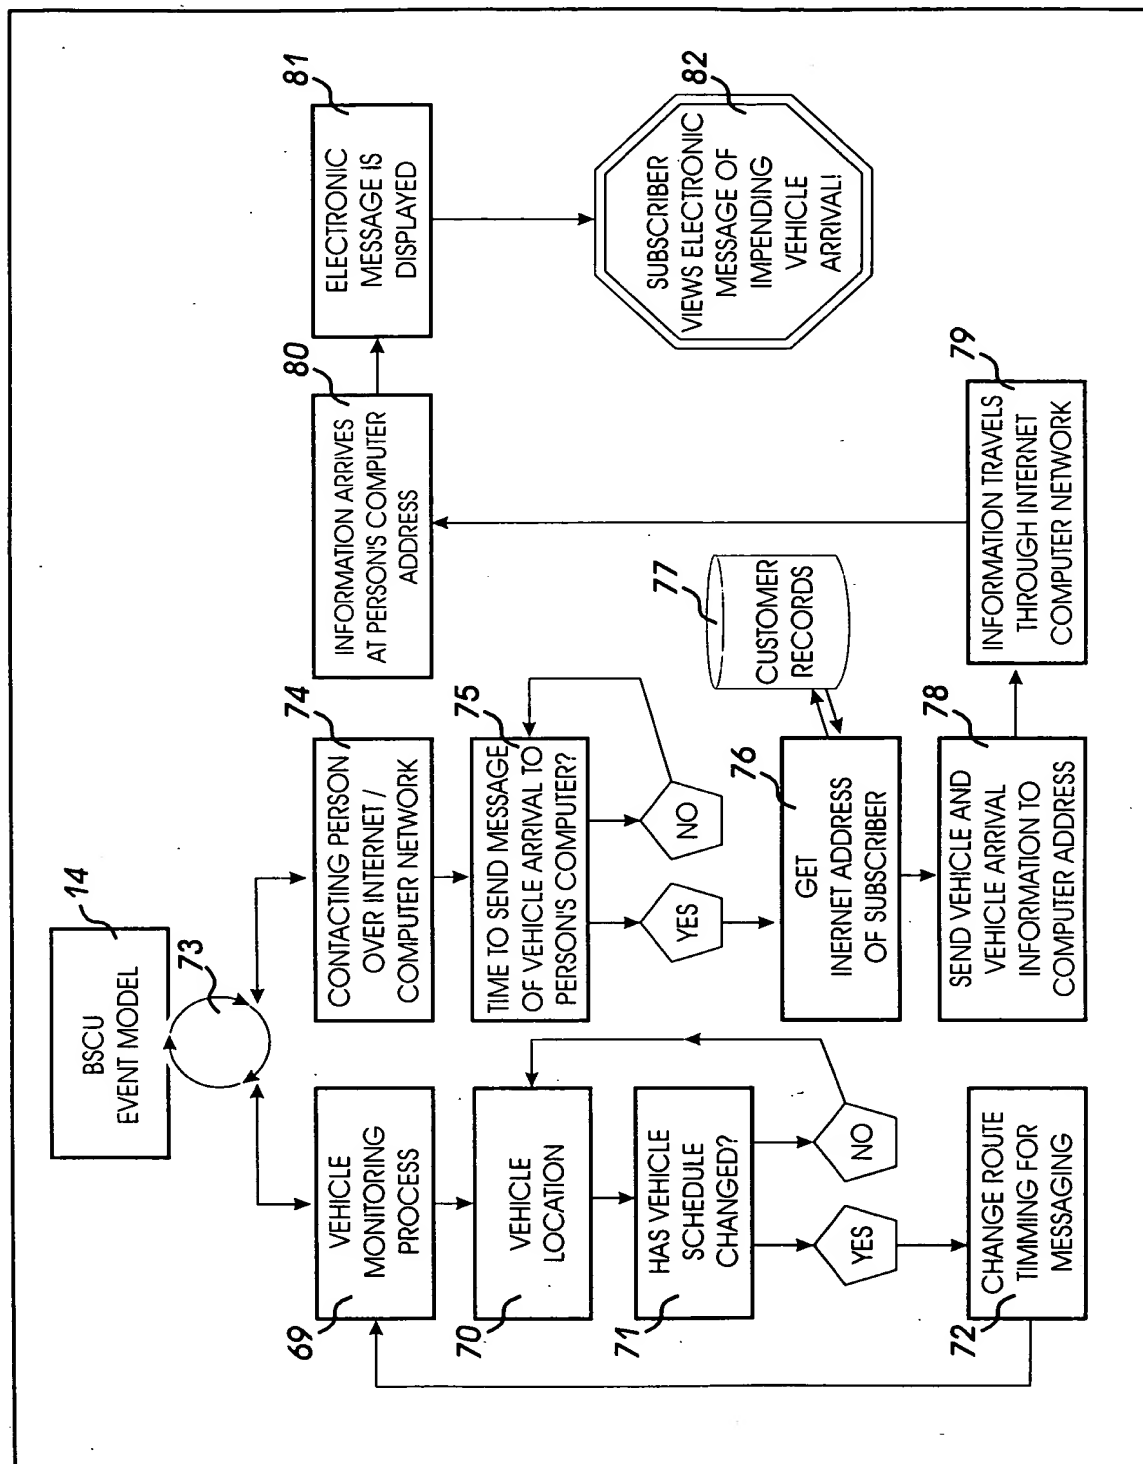 14
BSCU
EVENT MODEL
73
69
VEHICLE
MONITORING
PROCESS
70
VEHICLE
LOCATION
71
HAS VEHICLE
SCHEDULE
CHANGED?
YES
NO
72
CHANGE ROUTE
TIMMING FOR
MESSAGING
74
CONTACTING PERSON
OVER INTERNET /
COMPUTER NETWORK
75
TIME TO SEND MESSAGE
OF VEHICLE ARRIVAL TO
PERSON'S COMPUTER?
YES
NO
76
GET
INERNET ADDRESS
OF SUBSCRIBER
77
CUSTOMER
RECORDS
78
SEND VEHICLE AND
VEHICLE ARRIVAL
INFORMATION TO
COMPUTER ADDRESS
79
INFORMATION TRAVELS
THROUGH INTERNET
COMPUTER NETWORK
80
INFORMATION ARRIVES
AT PERSON'S COMPUTER
ADDRESS
81
ELECTRONIC
MESSAGE IS
DISPLAYED
82
SUBSCRIBER
VIEWS ELECTRONIC
MESSAGE OF
IMPENDING
VEHICLE
ARRIVAL!